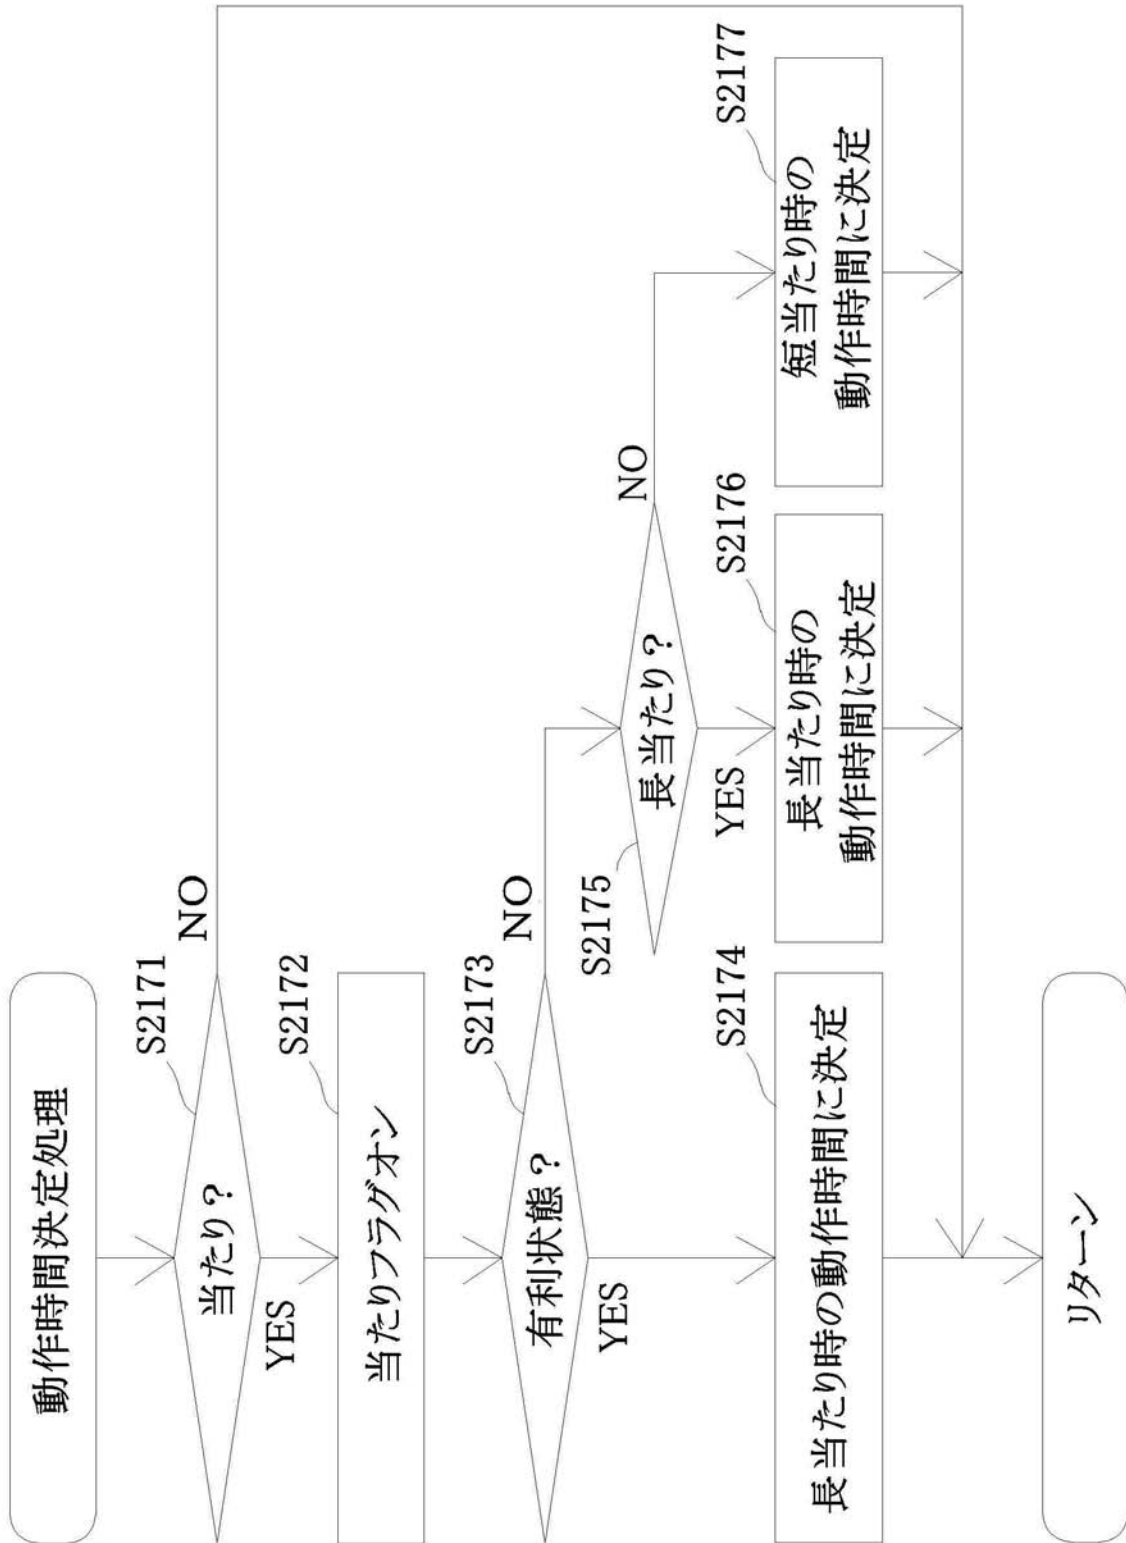 動作時間決定処理
S2171
当たり?
NO
YES
S2172
当たりフラグオン
S2173
有利状態?
NO
YES
S2175
長当たり?
NO
YES
S2174
長当たり時の動作時間に決定
S2176
長当たり時の
動作時間に決定
S2177
短当たり時の
動作時間に決定
リターン